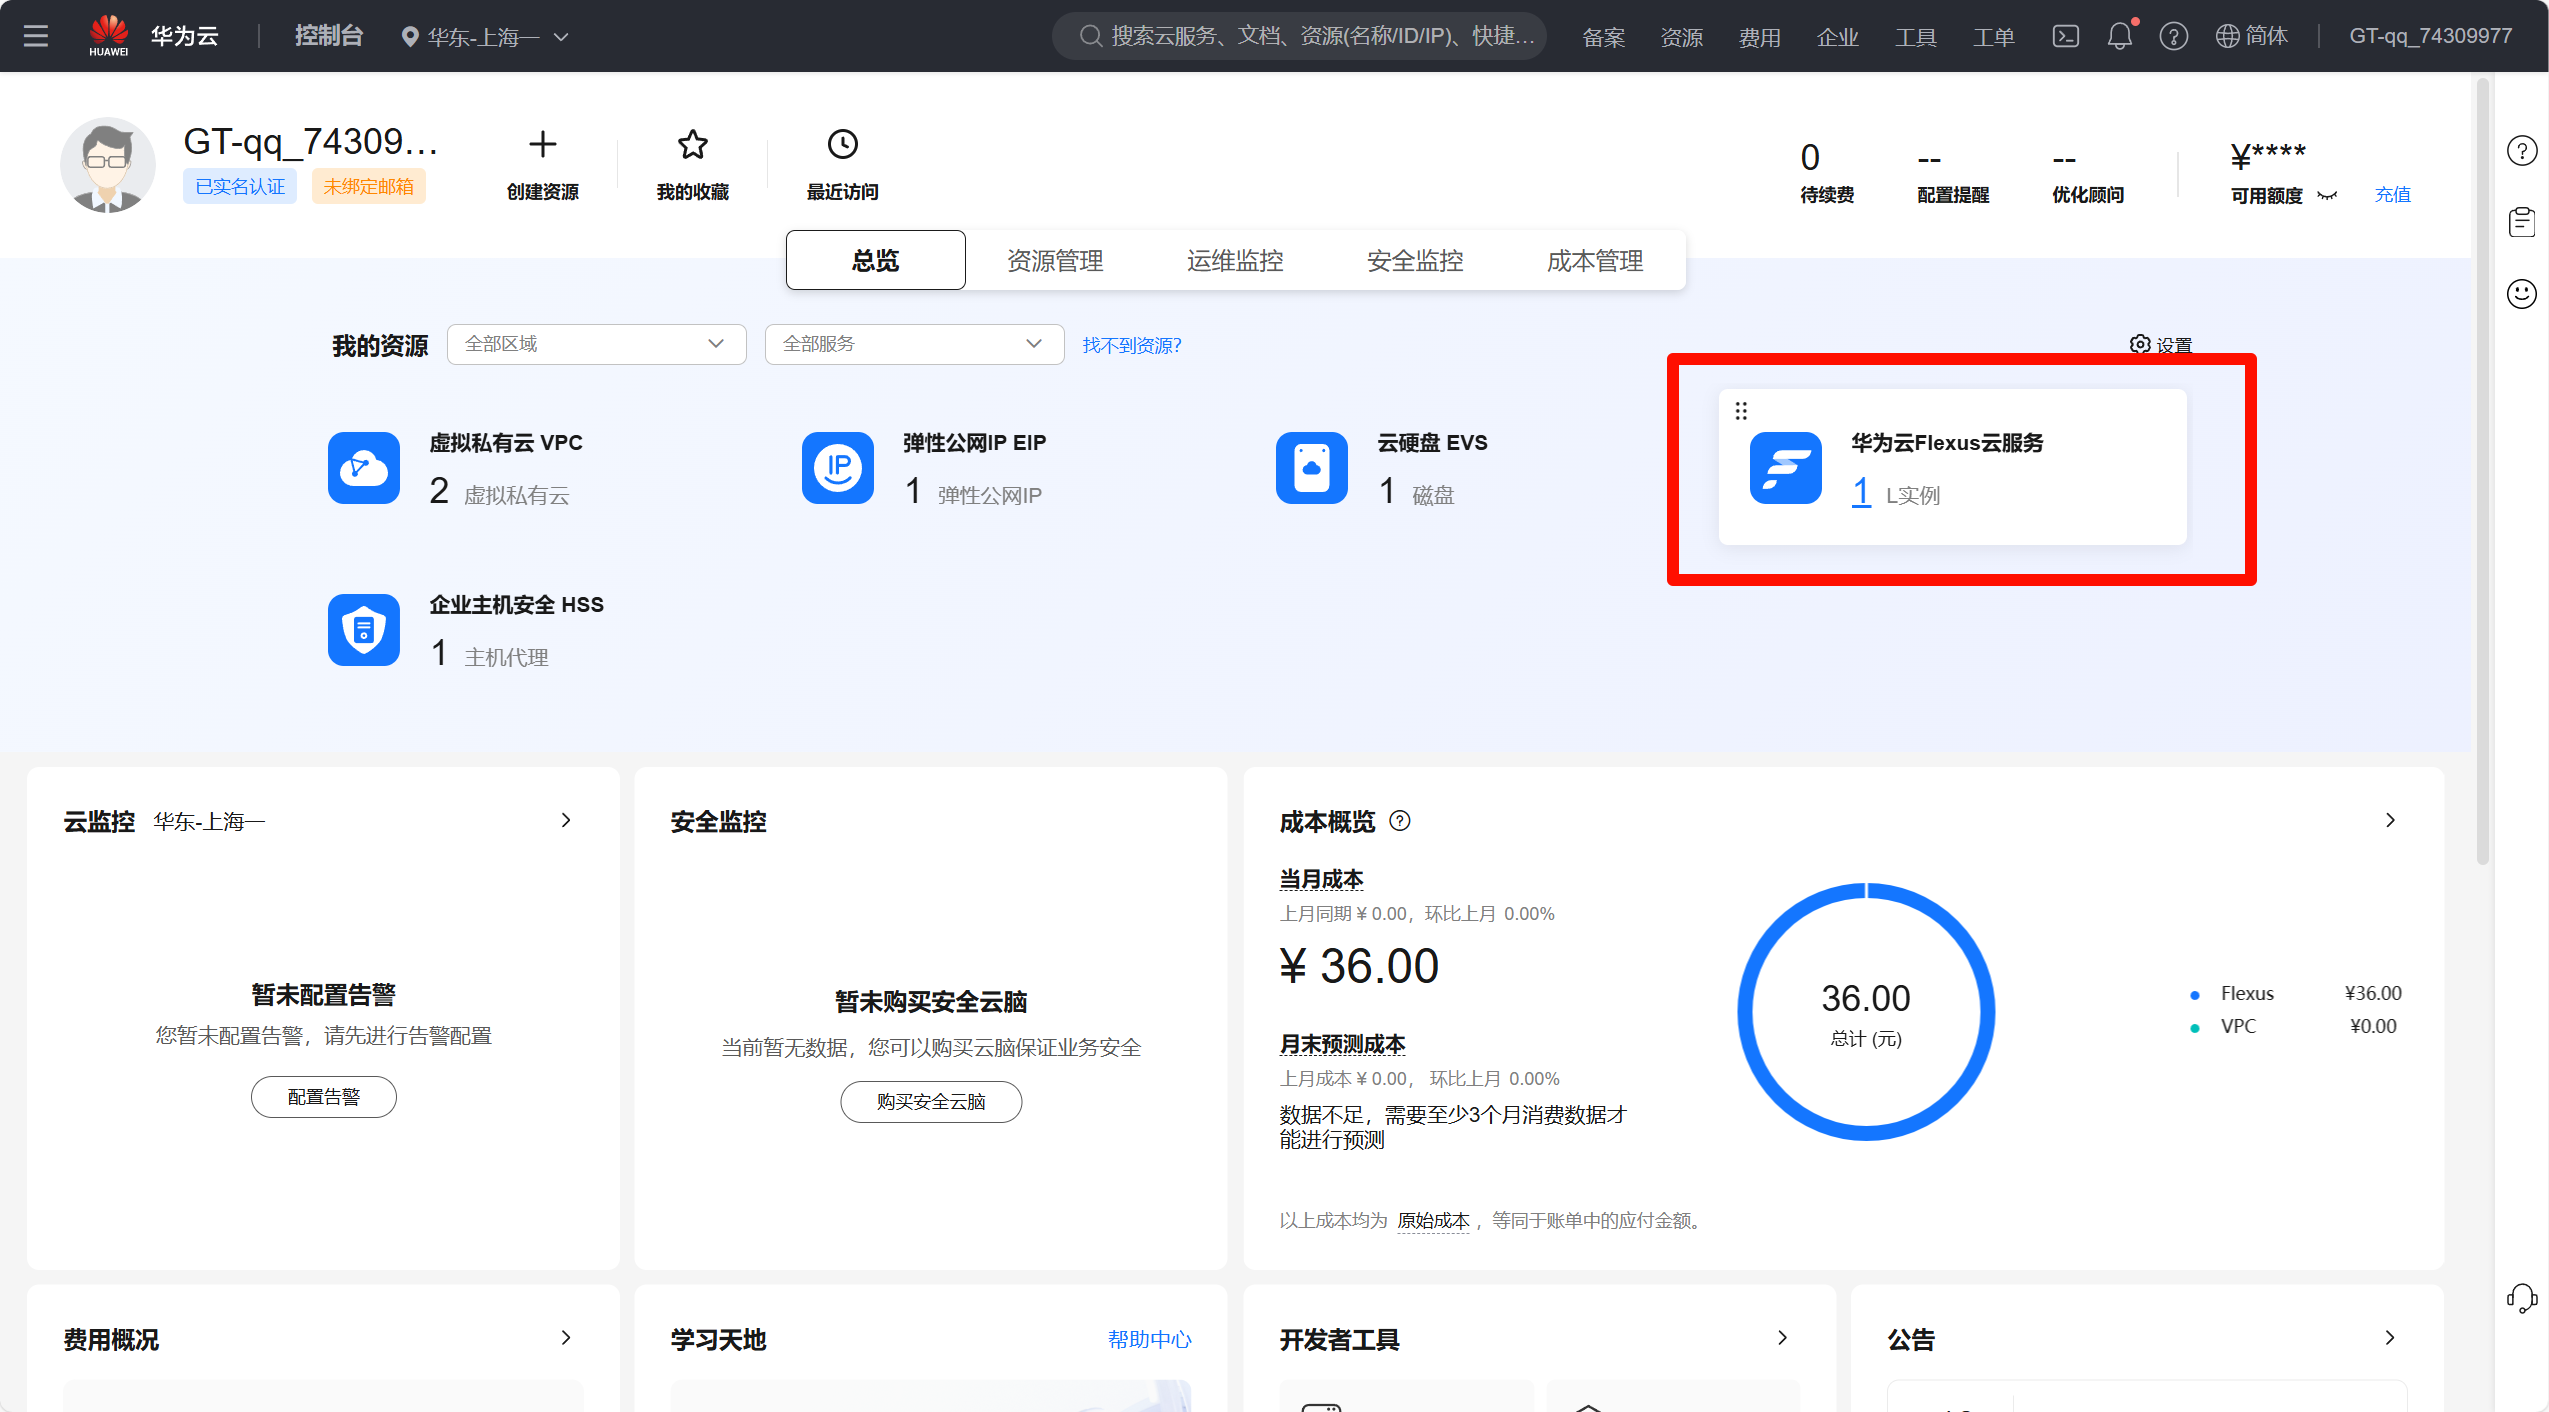 HUAWEI 华为云 控制台 华东-上海一 搜索云服务、文档、资源(名称/ID/IP)、快捷... 备案 资源 费用 企业 工具 工单 简体 GT-qq_74309977
GT-qq_74309...
已实名认证 未绑定邮箱
创建资源 我的收藏 最近访问
0 -- -- ¥****
待续费 配置提醒 优化顾问 可用额度 充值
总览 资源管理 运维监控 安全监控 成本管理
我的资源 全部区域 全部服务 找不到资源? 设置
虚拟私有云 VPC
2 虚拟私有云
弹性公网IP EIP
1 弹性公网IP
云硬盘 EVS
1 磁盘
华为云Flexus云服务
1 L实例
企业主机安全 HSS
1 主机代理
云监控 华东-上海一
暂未配置告警
您暂未配置告警，请先进行告警配置
配置告警
安全监控
暂未购买安全云脑
当前暂无数据，您可以购买云脑保证业务安全
购买安全云脑
成本概览
当月成本
上月同期 ¥ 0.00，环比上月 0.00%
¥ 36.00
月末预测成本
上月成本 ¥ 0.00， 环比上月 0.00%
数据不足，需要至少3个月消费数据才
能进行预测
36.00
总计 (元)
Flexus ¥36.00
VPC ¥0.00
以上成本均为 原始成本 ，等同于账单中的应付金额。
费用概况
学习天地 帮助中心
开发者工具
公告